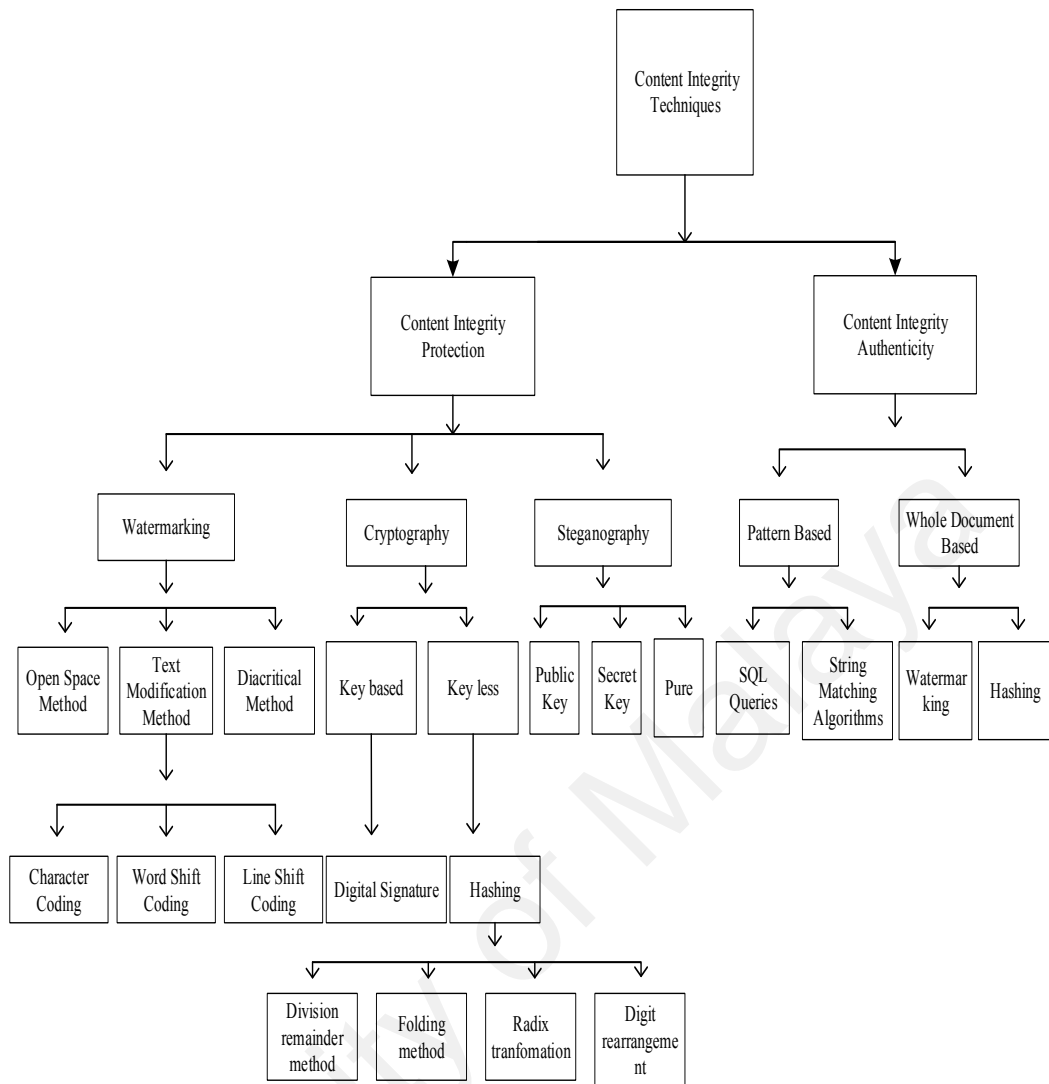 Content Integrity
Techniques
Content Integrity
Protection
Content Integrity
Authenticity
Watermarking
Cryptography
Steganography
Pattern Based
Whole Document
Based
Open Space
Method
Text
Modification
Method
Diacritical
Method
Key based
Key less
Public
Key
Secret
Key
Pure
SQL
Queries
String
Matching
Algorithms
Watermar
king
Hashing
Character
Coding
Word Shift
Coding
Line Shift
Coding
Digital Signature
Hashing
Division
remainder
method
Folding
method
Radix
tranfomation
Digit
rearrangeme
nt
ity of Malaya